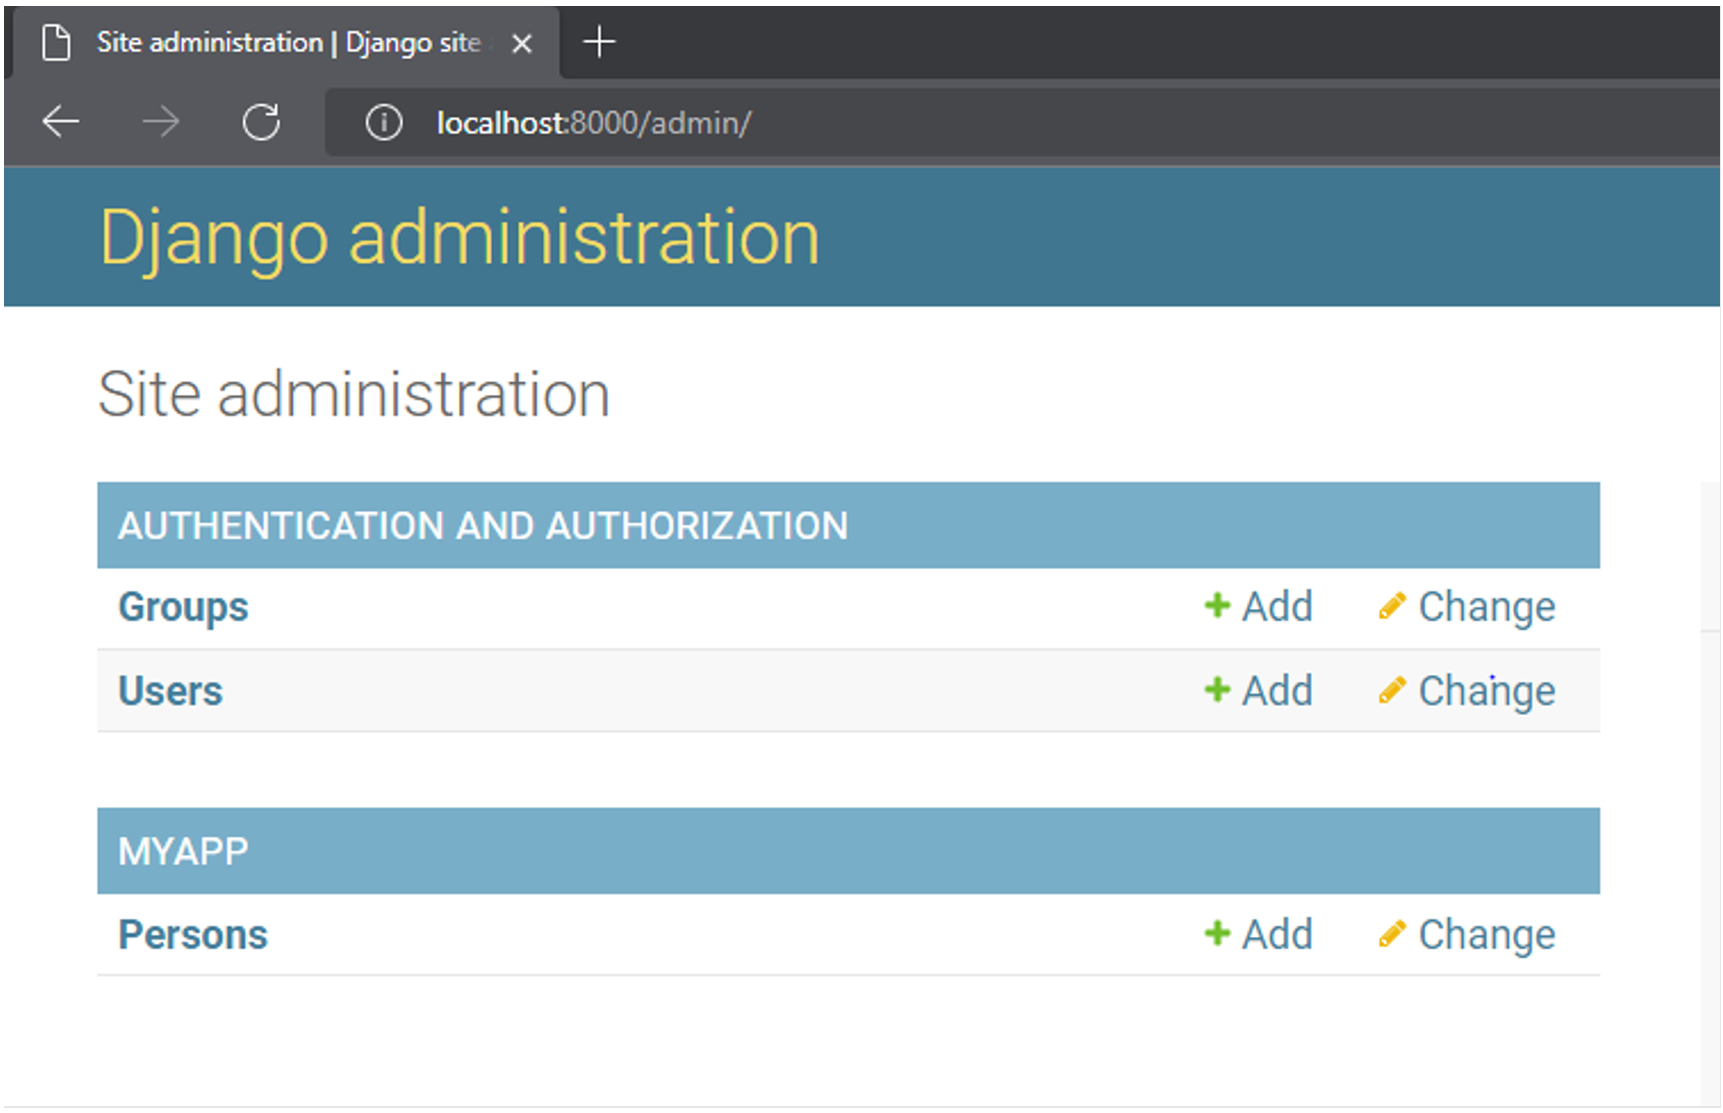 Site administration | Django site
localhost:8000/admin/
Django administration
Site administration
AUTHENTICATION AND AUTHORIZATION
Groups Add Change
Users Add Change
MYAPP
Persons Add Change